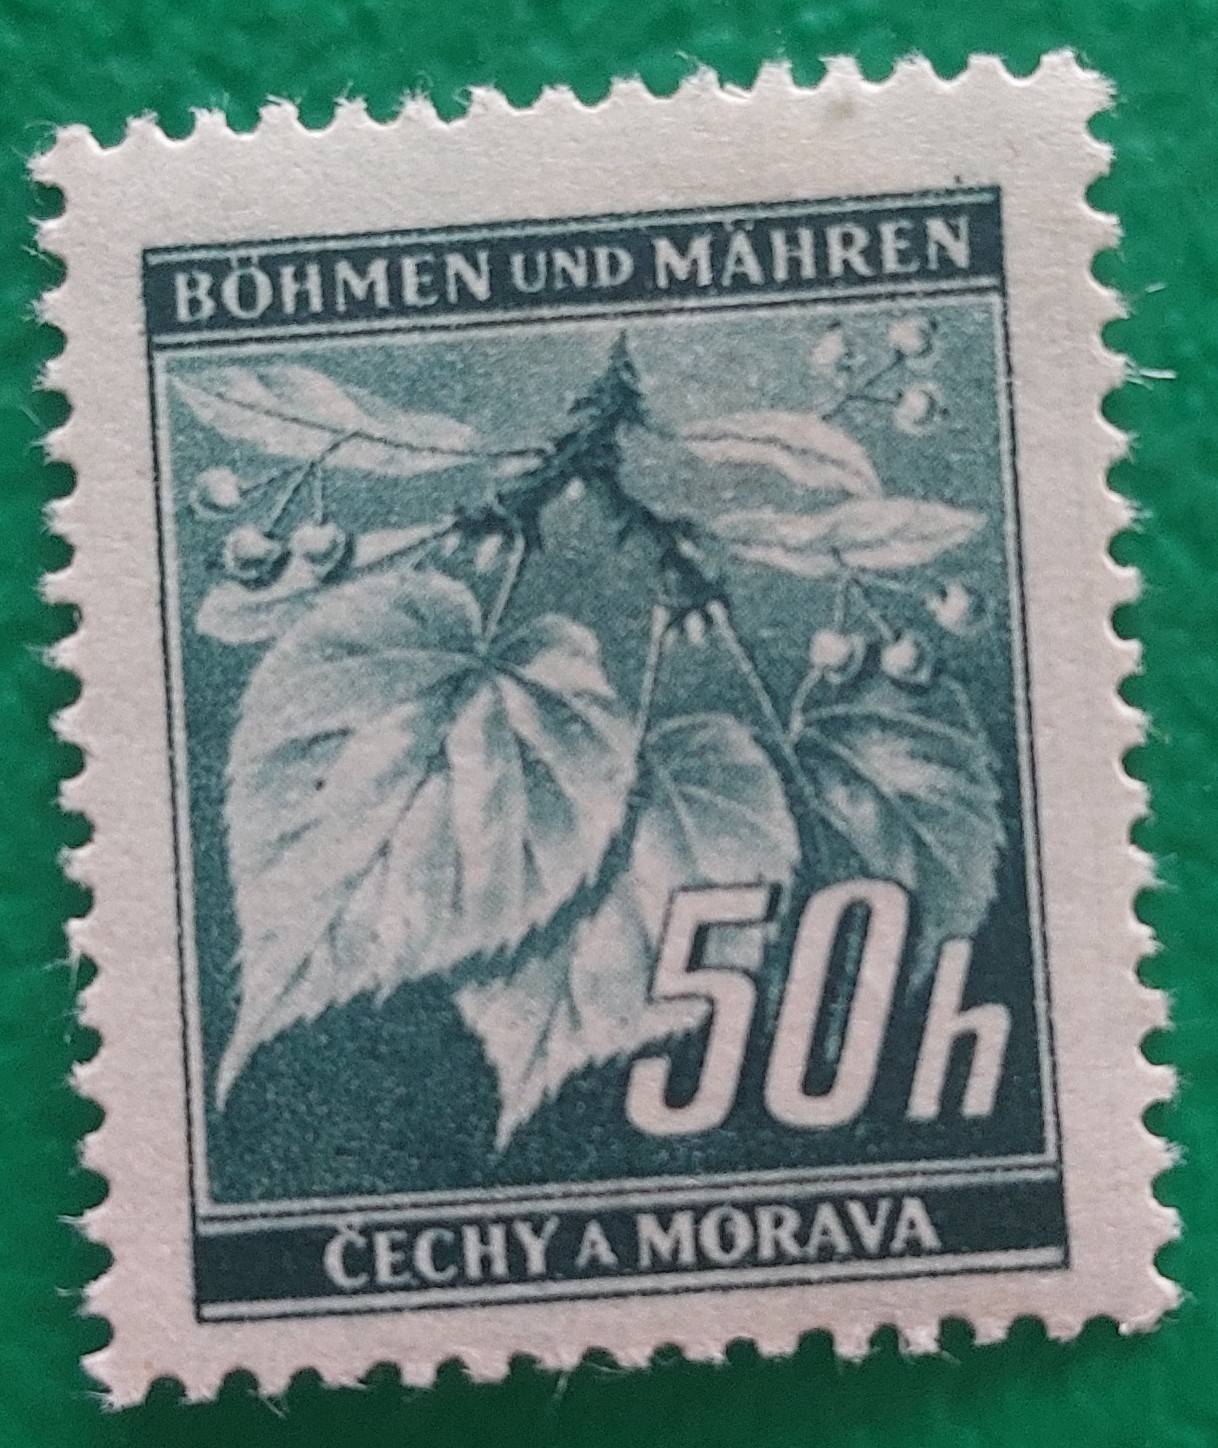 BÖHMEN UND MÄHREN
50h
ČECHY A MORAVA